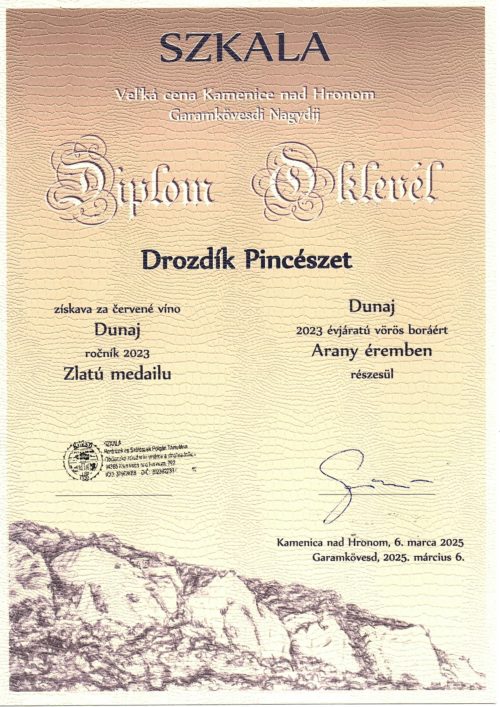 SZKALA
Veľká cena Kamenice nad Hronom
Garamkövesdi Nagydíj
Diplom Oklevél
Drozdík Pincészet
získava za červené víno
Dunaj
ročník 2023
Zlatú medailu
Dunaj
2023 évjáratú vörös boráért
Arany éremben
részesül
SZKALA
Kamenica nad Hronom, 6. marca 2025
Garamkövesd, 2025. március 6.